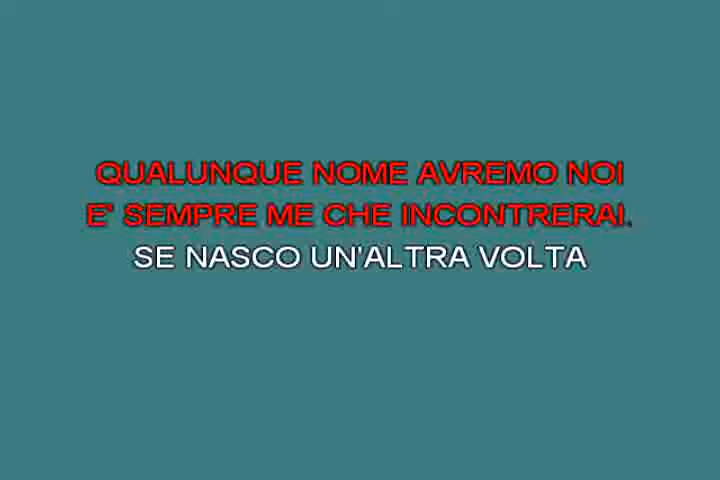 QUALUNQUE NOME AVREMO NOI
E' SEMPRE ME CHE INCONTRERAI.
SE NASCO UN'ALTRA VOLTA